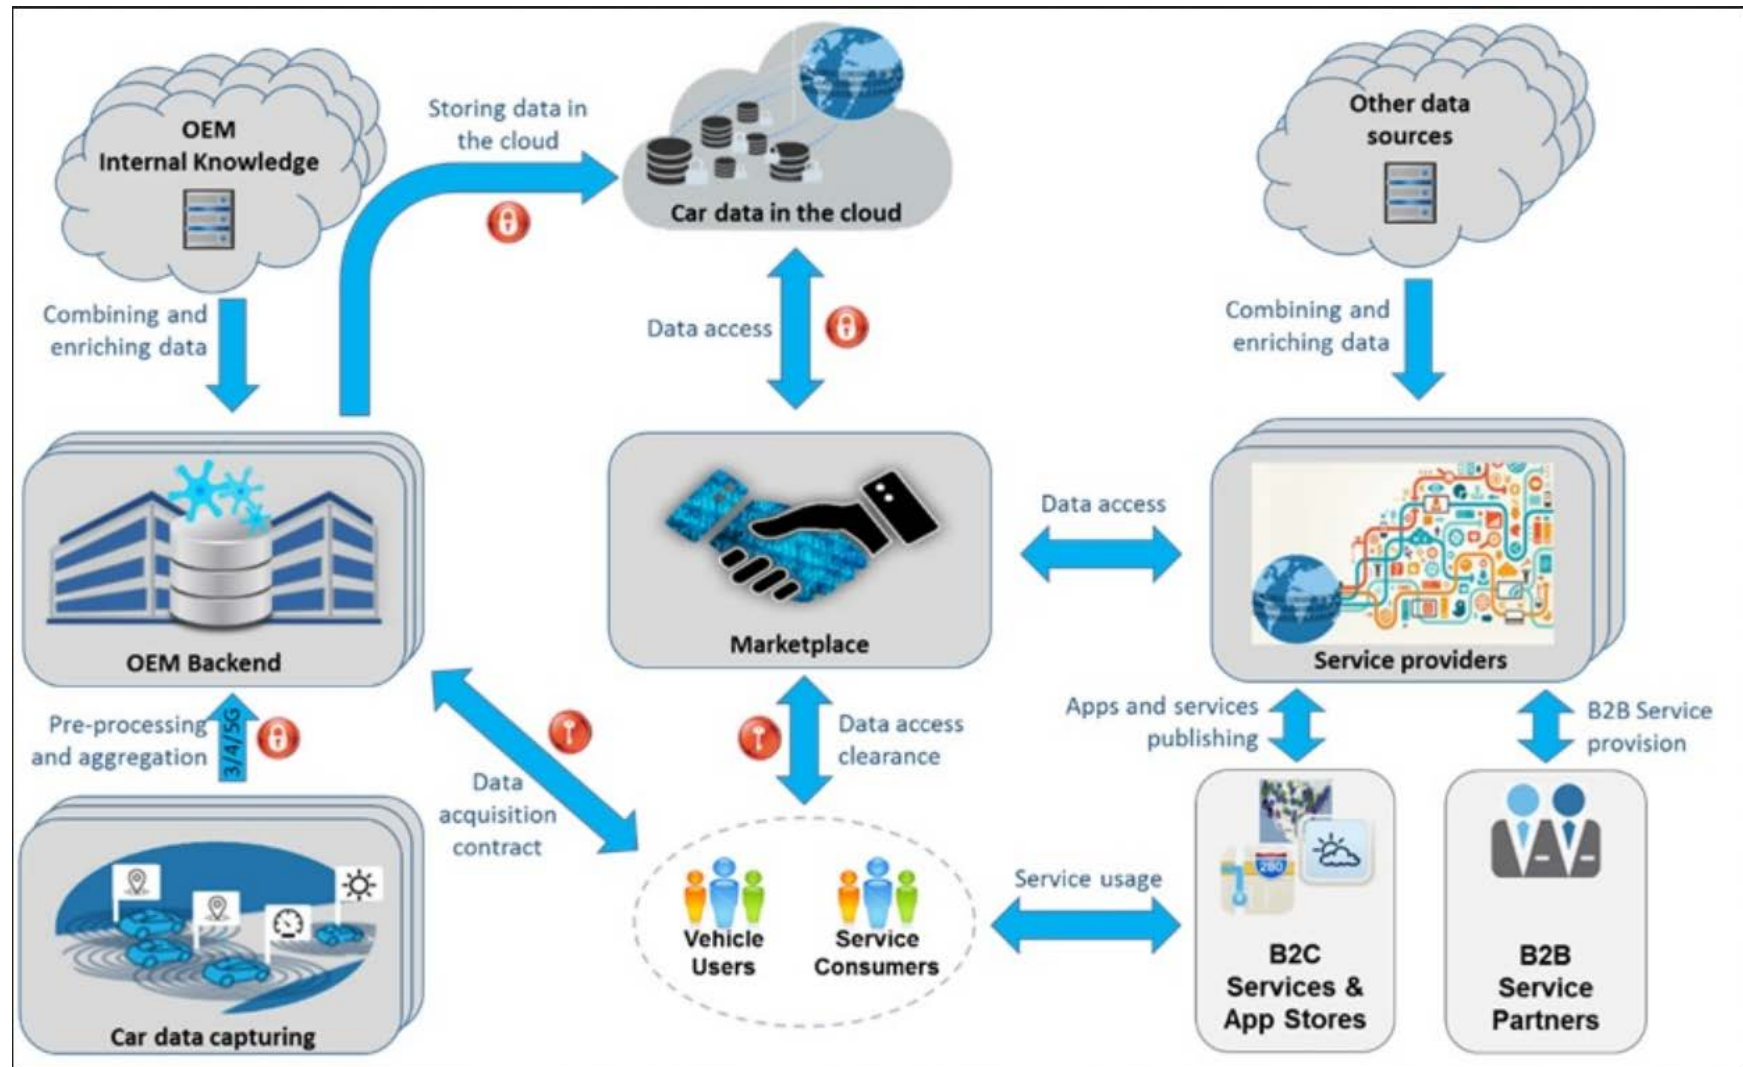 OEM
Internal Knowledge
Storing data in
the cloud
Car data in the cloud
Other data
sources
Combining and
enriching data
Data access
Combining and
enriching data
OEM Backend
Marketplace
Data access
Service providers
Pre-processing
and aggregation
3/4/5G
Data
acquisition
contract
Data access
clearance
Apps and services
publishing
B2B Service
provision
Car data capturing
Vehicle
Users
Service
Consumers
Service usage
280
B2C
Services &
App Stores
B2B
Service
Partners